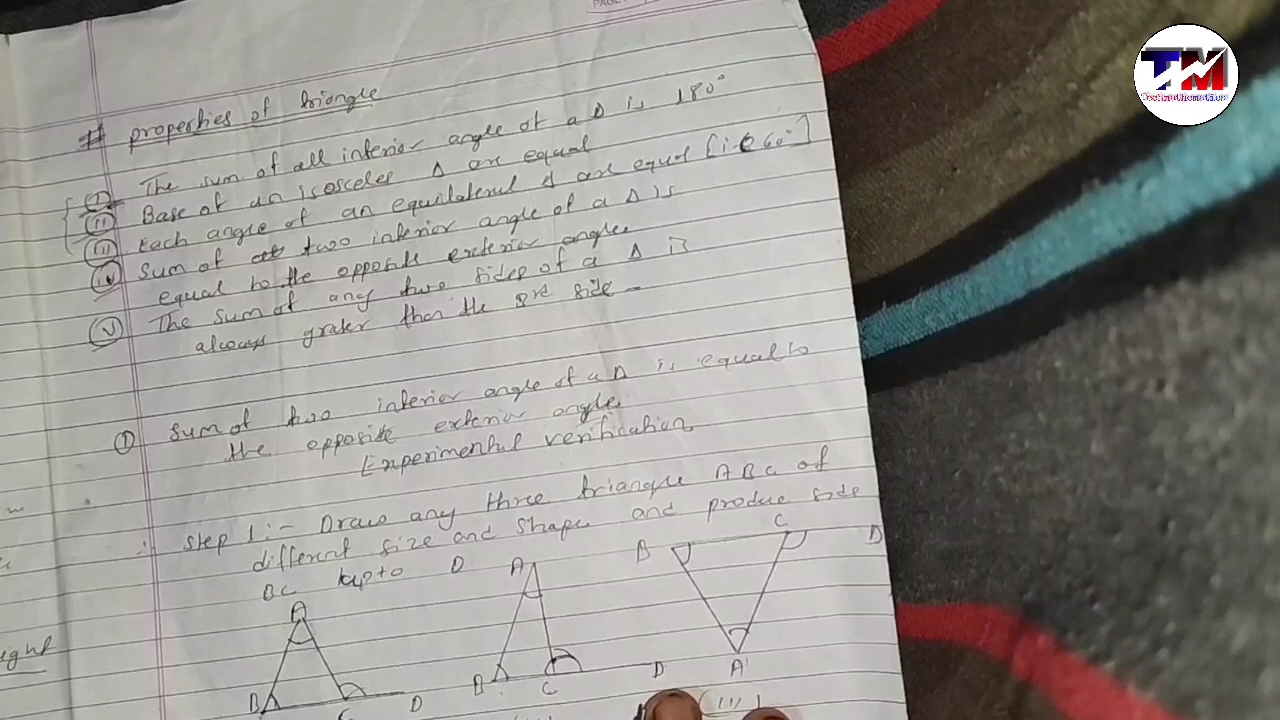 PAGE
TM
# properties of triangle
(I) The sum of all interior angle of a Δ is 180°
(II) Base of an isosceles Δ are equal
(III) Each angle of an equilateral Δ are equal [i.e 60°]
(IV) Sum of two interior angle of a Δ is
equal to the opposite exterior angle.
(V) The sum of any two sides of a Δ is
always grater than the 3rd side -
(I) Sum of two interior angle of a Δ is equal to
the opposite exterior angle
Experimental verification
Step 1:- Draw any three triangle ABC of
different size and shape and produce side
BC upto D
A A B C D
B C D B C D A
(III)